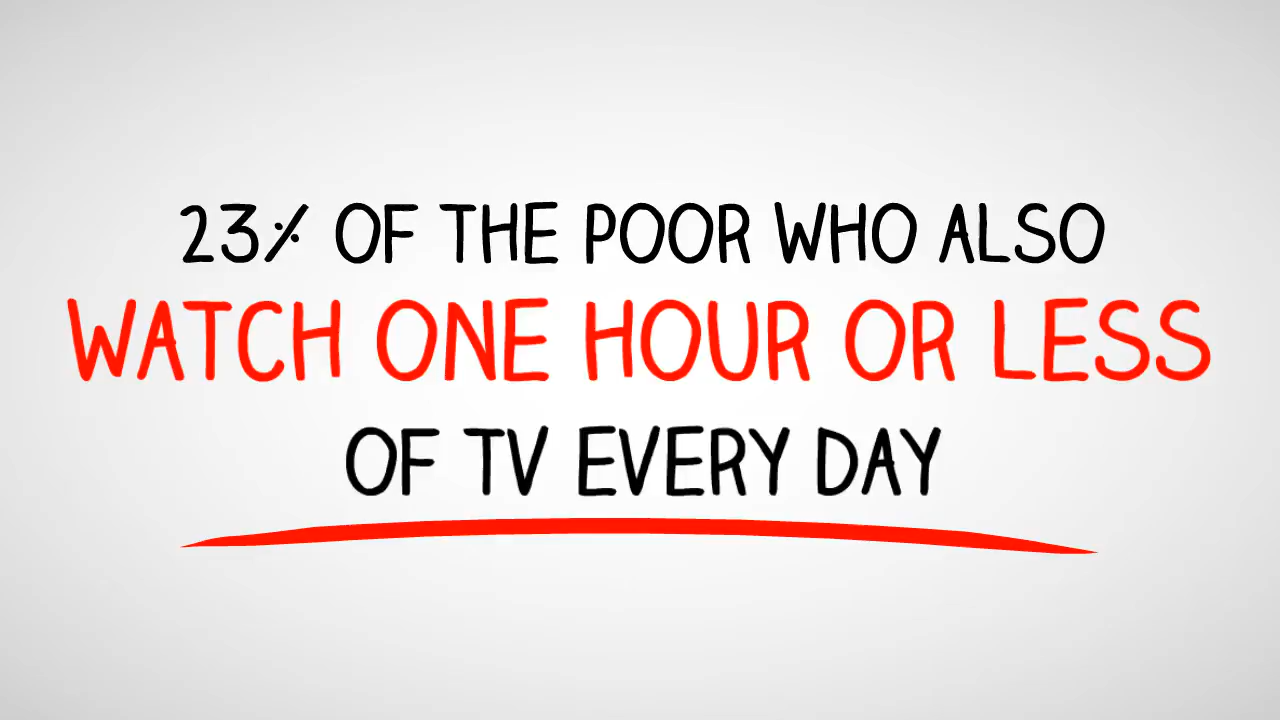 23% OF THE POOR WHO ALSO
WATCH ONE HOUR OR LESS
OF TV EVERY DAY